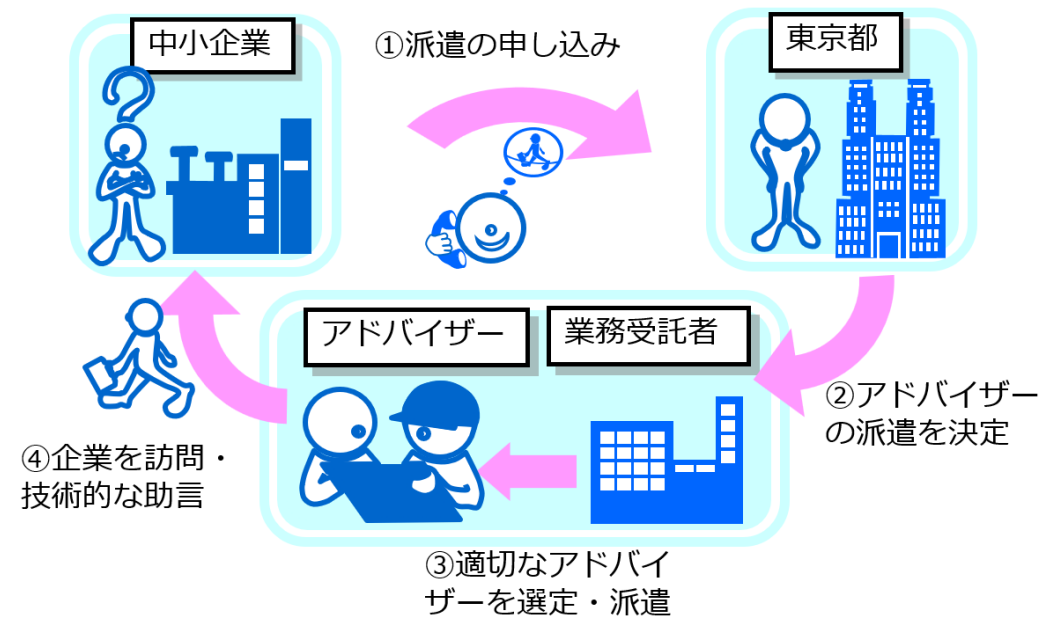 中小企業
①派遣の申し込み
東京都
アドバイザー
業務受託者
②アドバイザー
の派遣を決定
③適切なアドバイ
ザーを選定・派遣
④企業を訪問・
技術的な助言